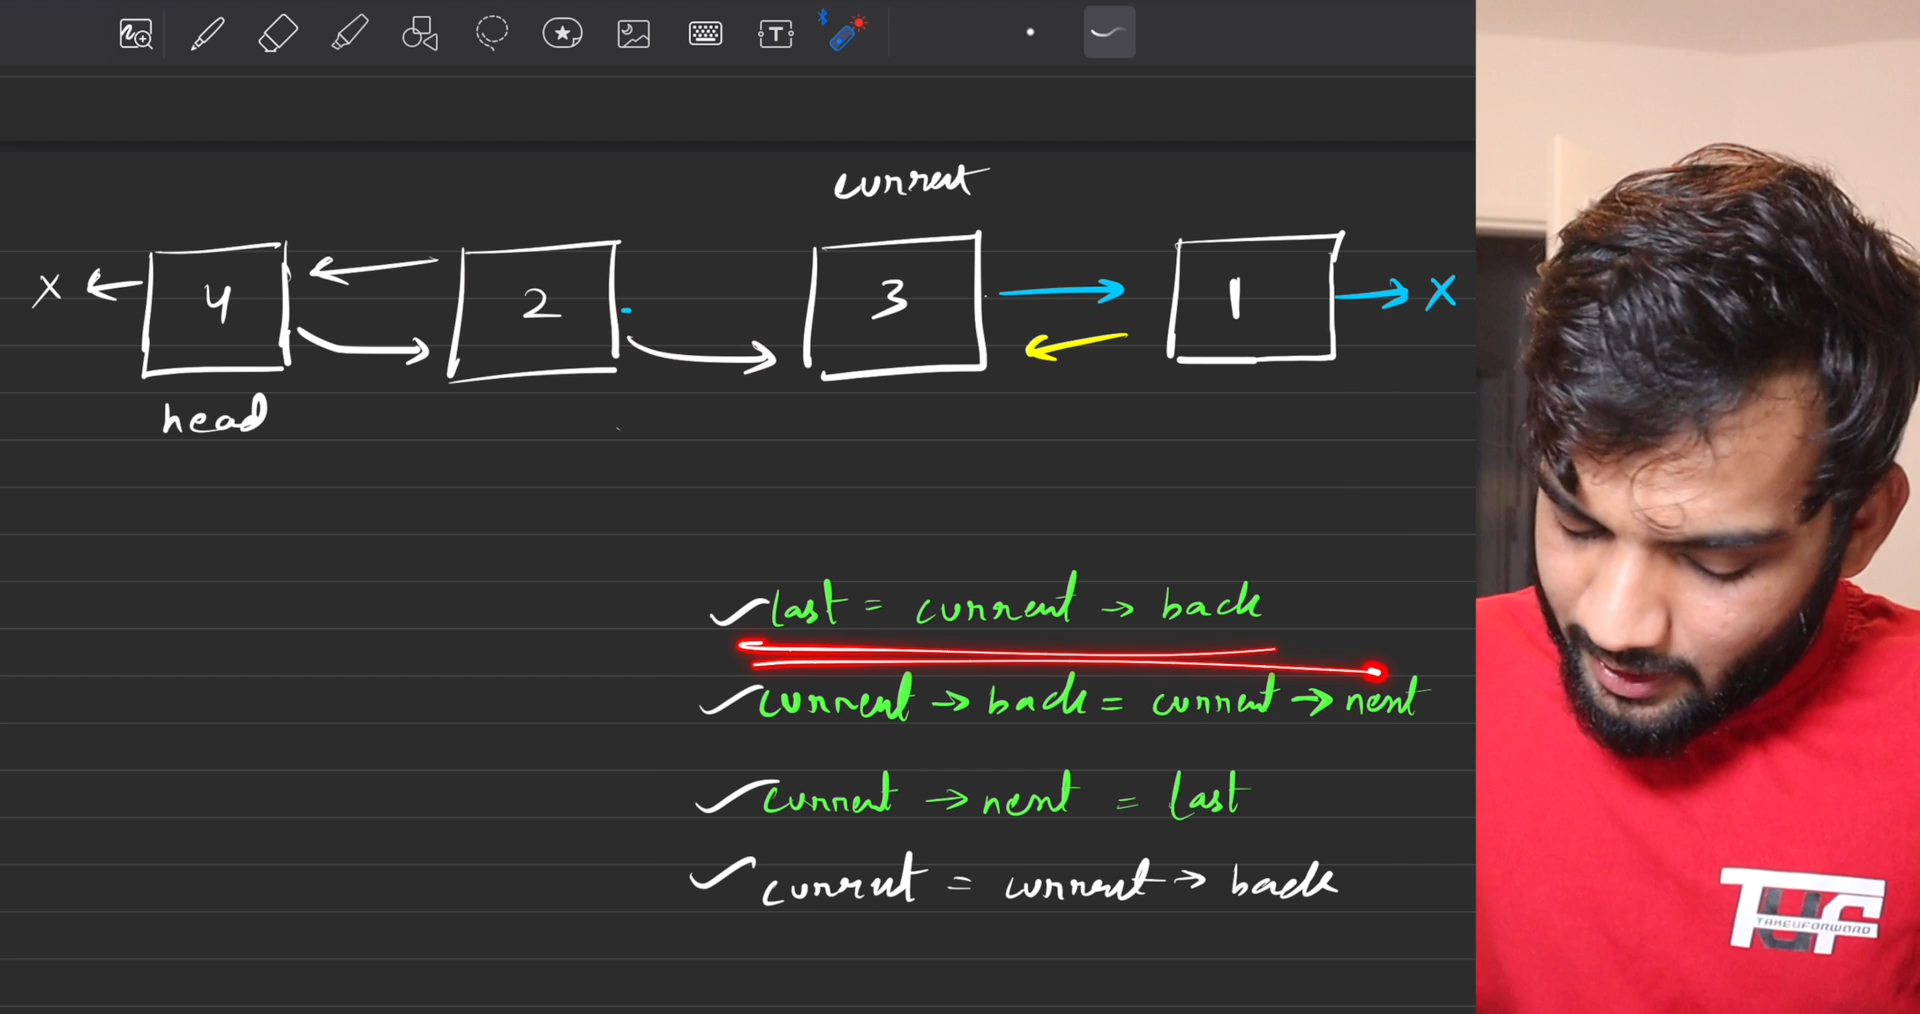 current
x 4 2 3 1 x
head
last = current → back
current → back = current → next
current → next = last
current = current → back
TUF
TAKEUFORWARD
T